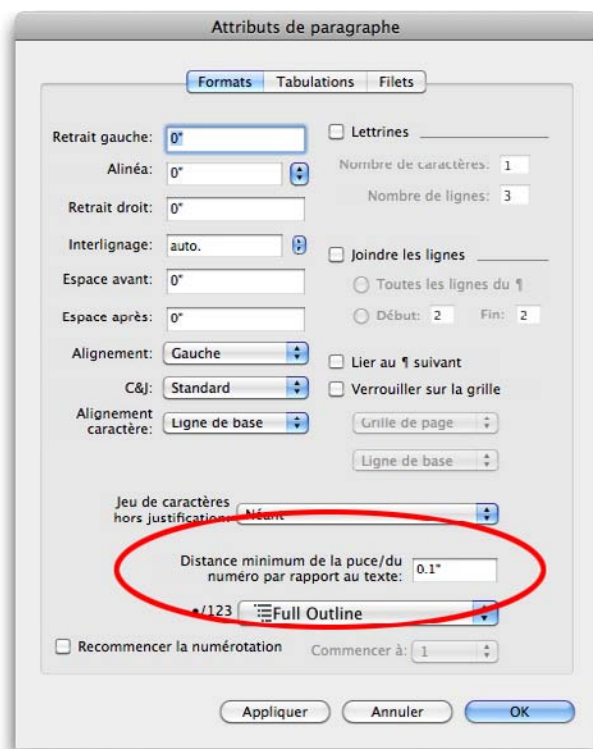 Attributs de paragraphe
Formats Tabulations Filets
Retrait gauche: 0"
Alinéa: 0"
Retrait droit: 0"
Interlignage: auto.
Espace avant: 0"
Espace après: 0"
Alignement: Gauche
C&J: Standard
Alignement
caractère: Ligne de base
Lettrines
Nombre de caractères: 1
Nombre de lignes: 3
Joindre les lignes
Toutes les lignes du ¶
Début: 2 Fin: 2
Lier au ¶ suivant
Verrouiller sur la grille
Grille de page
Ligne de base
Jeu de caractères
hors justification: Néant
Distance minimum de la puce/du
numéro par rapport au texte: 0.1"
•/123 Full Outline
Recommencer la numérotation Commencer à: 1
Appliquer Annuler OK